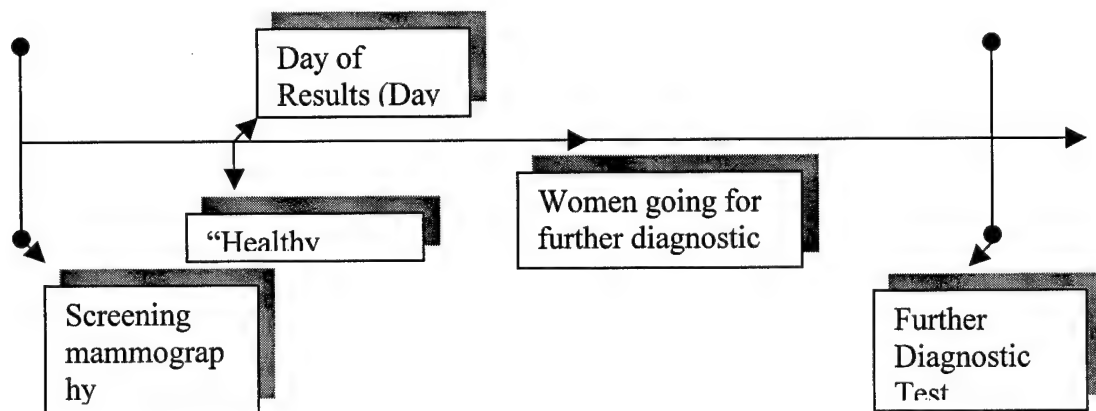 Day of
Results (Day
Women going for
further diagnostic
“Healthy
Screening
mammograp
hy
Further
Diagnostic
Test